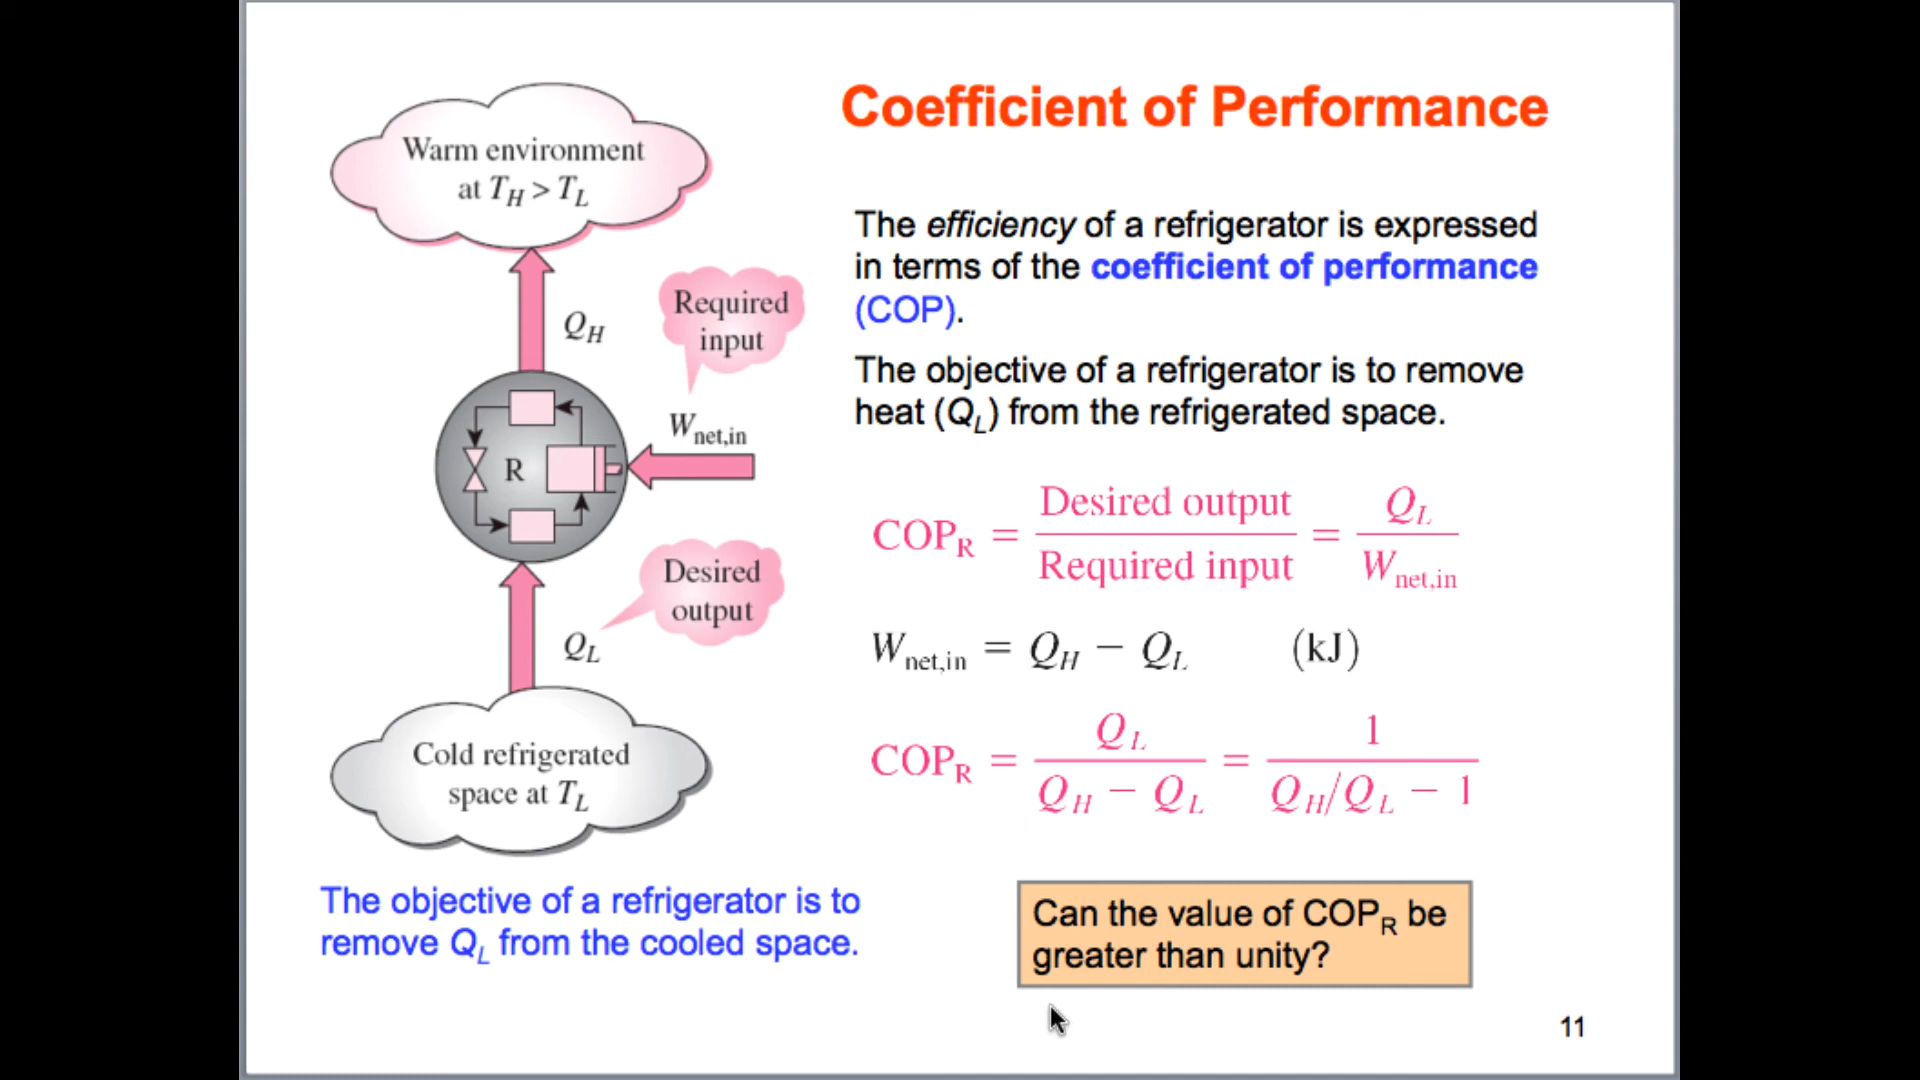 Coefficient of Performance
Warm environment
at T_H > T_L
Q_H
Required
input
W_net,in
R
Desired
output
Q_L
Cold refrigerated
space at T_L
The objective of a refrigerator is to
remove Q_L from the cooled space.
The efficiency of a refrigerator is expressed
in terms of the coefficient of performance
(COP).
The objective of a refrigerator is to remove
heat (Q_L) from the refrigerated space.
COP_R = Desired output / Required input = Q_L / W_net,in
W_net,in = Q_H − Q_L (kJ)
COP_R = Q_L / (Q_H − Q_L) = 1 / (Q_H/Q_L − 1)
Can the value of COP_R be
greater than unity?
11